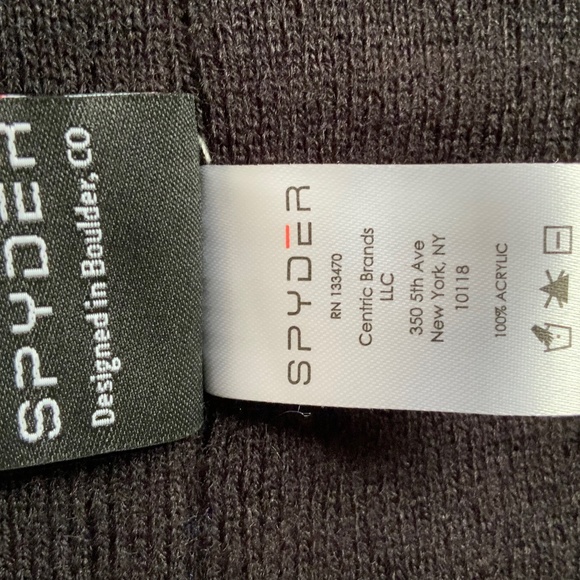 SPYDER
Designed in Boulder, CO
SPYDER
RN 133470
Centric Brands
LLC
350 5th Ave
New York, NY
10118
100% ACRYLIC